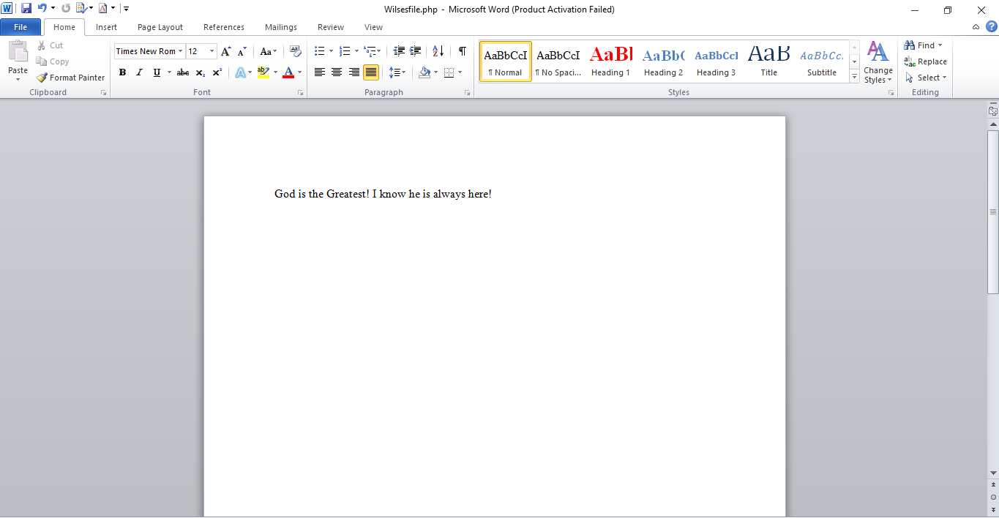 Wilsesfile.php - Microsoft Word (Product Activation Failed)
File Home Insert Page Layout References Mailings Review View
Paste
Cut
Copy
Format Painter
Clipboard
Times New Rom 12
Font
Paragraph
AaBbCcI AaBbCcI AaBl AaBb( AaBbCcI AaB AaBbCc.
¶ Normal ¶ No Spaci... Heading 1 Heading 2 Heading 3 Title Subtitle
Styles
Change
Styles
Find
Replace
Select
Editing
God is the Greatest! I know he is always here!